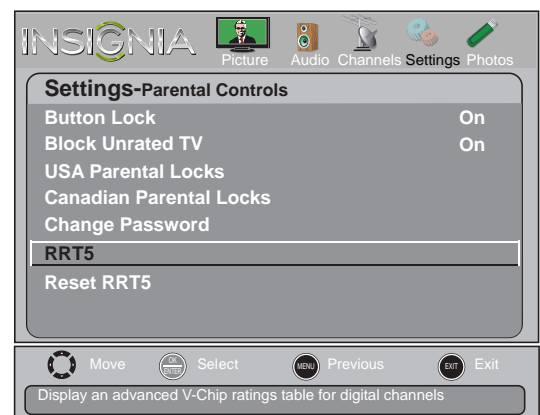 INSIGNIA
Picture Audio Channels Settings Photos
Settings-Parental Controls
Button Lock On
Block Unrated TV On
USA Parental Locks
Canadian Parental Locks
Change Password
RRT5
Reset RRT5
Move OK ENTER Select MENU Previous EXIT Exit
Display an advanced V-Chip ratings table for digital channels